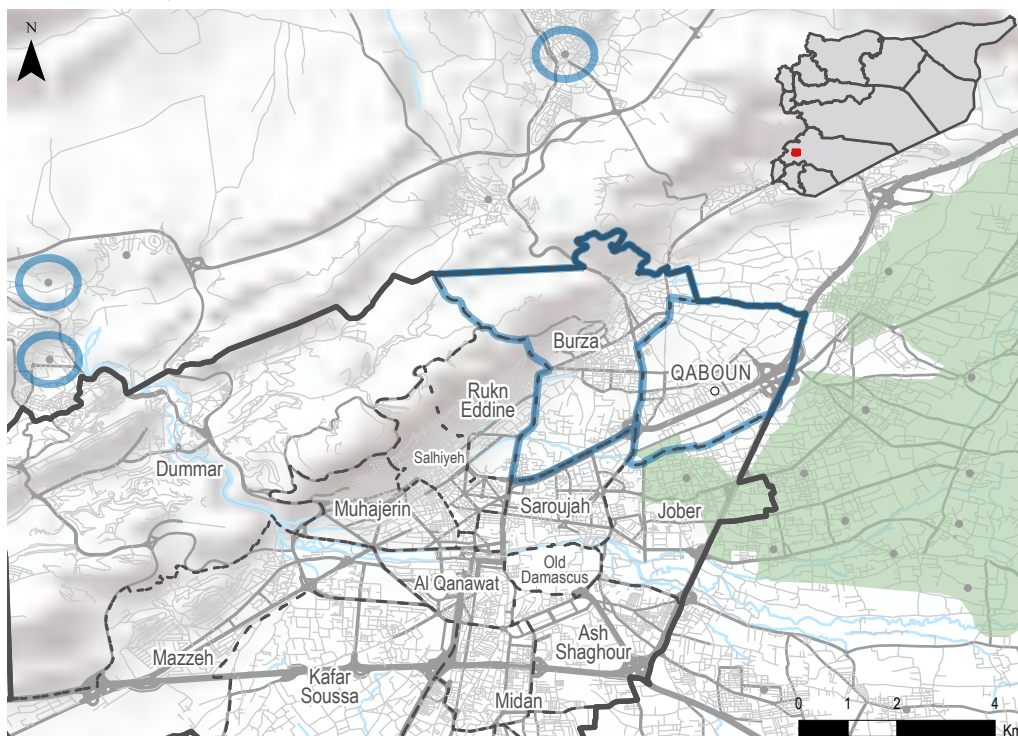 N
Burza
QABOUN
Rukn
Eddine
Salhiyeh
Dummar
Muhajerin
Saroujah
Jober
Old
Damascus
Al Qanawat
Ash
Shaghour
Mazzeh
Kafar
Soussa
Midan
0 1 2 4
Km